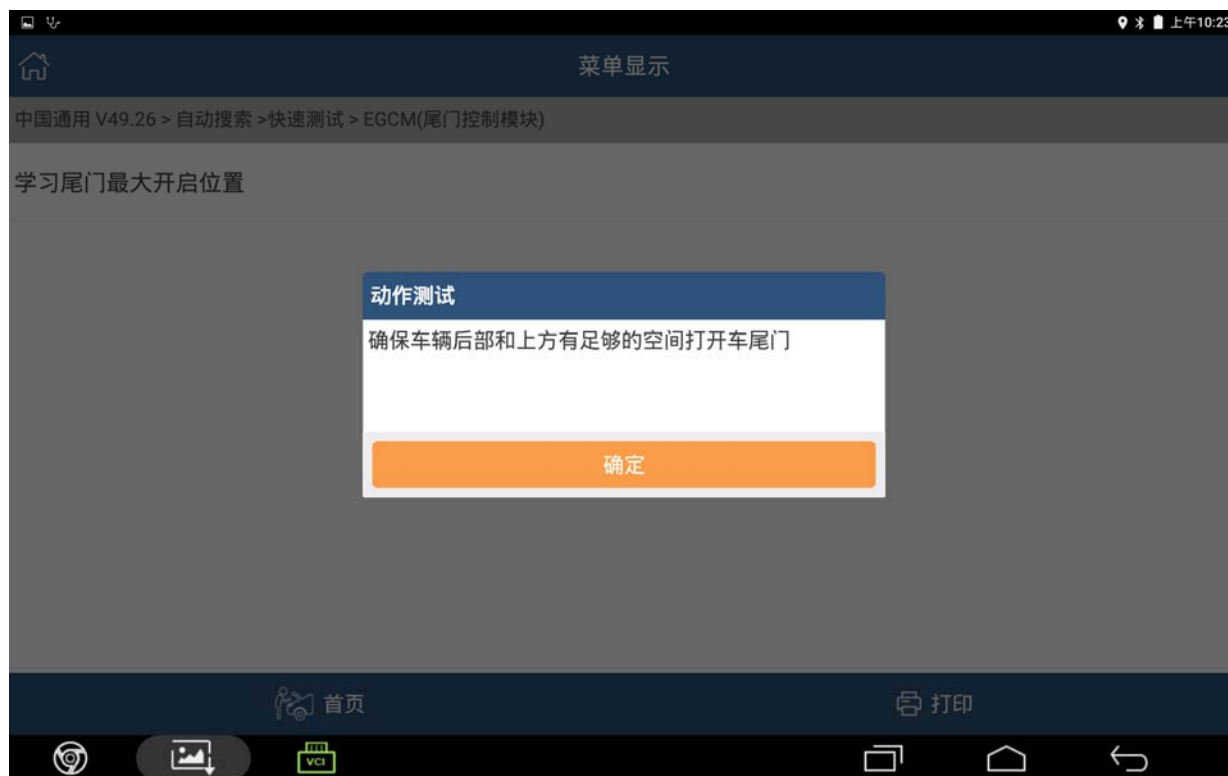 上午10:23
菜单显示
中国通用 V49.26 > 自动搜索 >快速测试 > EGCM(尾门控制模块)
学习尾门最大开启位置
动作测试
确保车辆后部和上方有足够的空间打开车尾门
确定
首页
打印
VCI